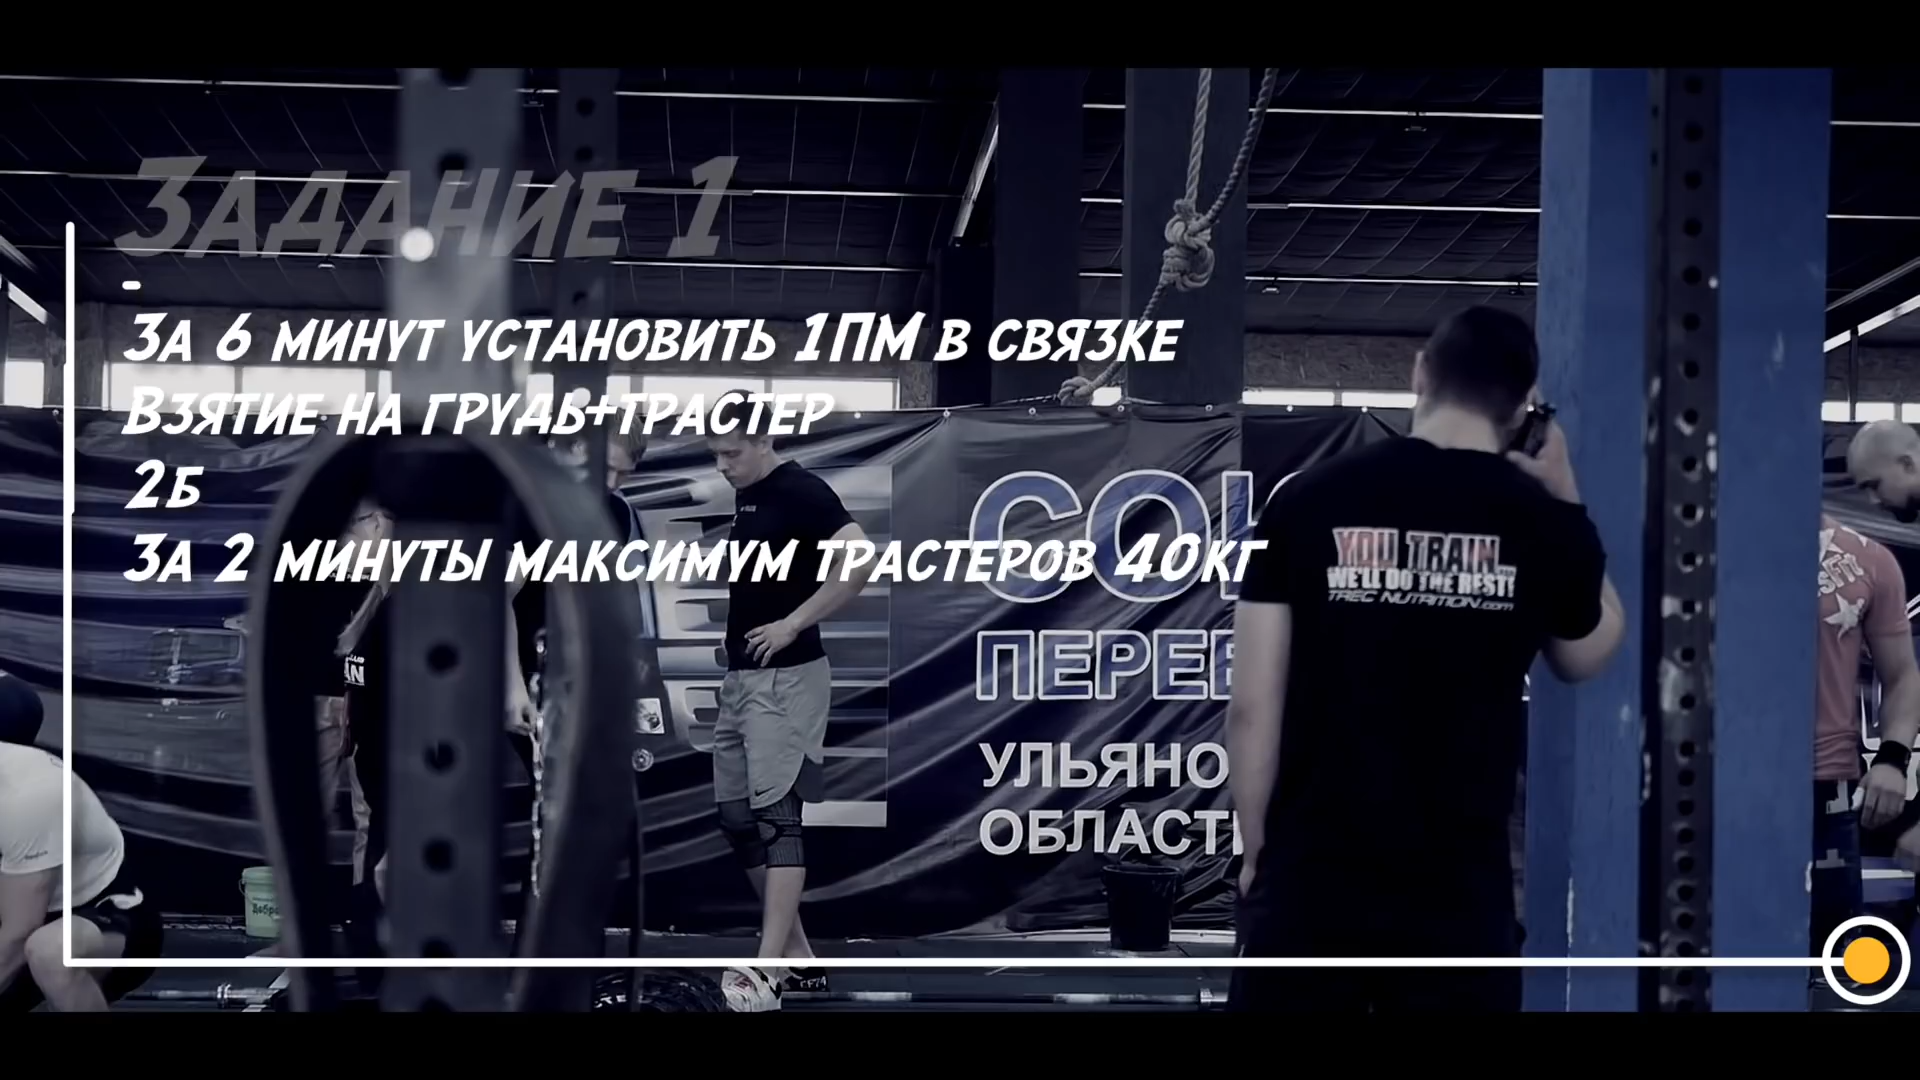 Задание 1
-
За 6 минут установить 1ПМ в связке
Взятие на грудь+трастер
2б
За 2 минуты максимум трастеров 40кг
YOU TRAIN...
WE'LL DO THE REST!
TREC NUTRITION.com
УЛЬЯНО
ОБЛАСТ